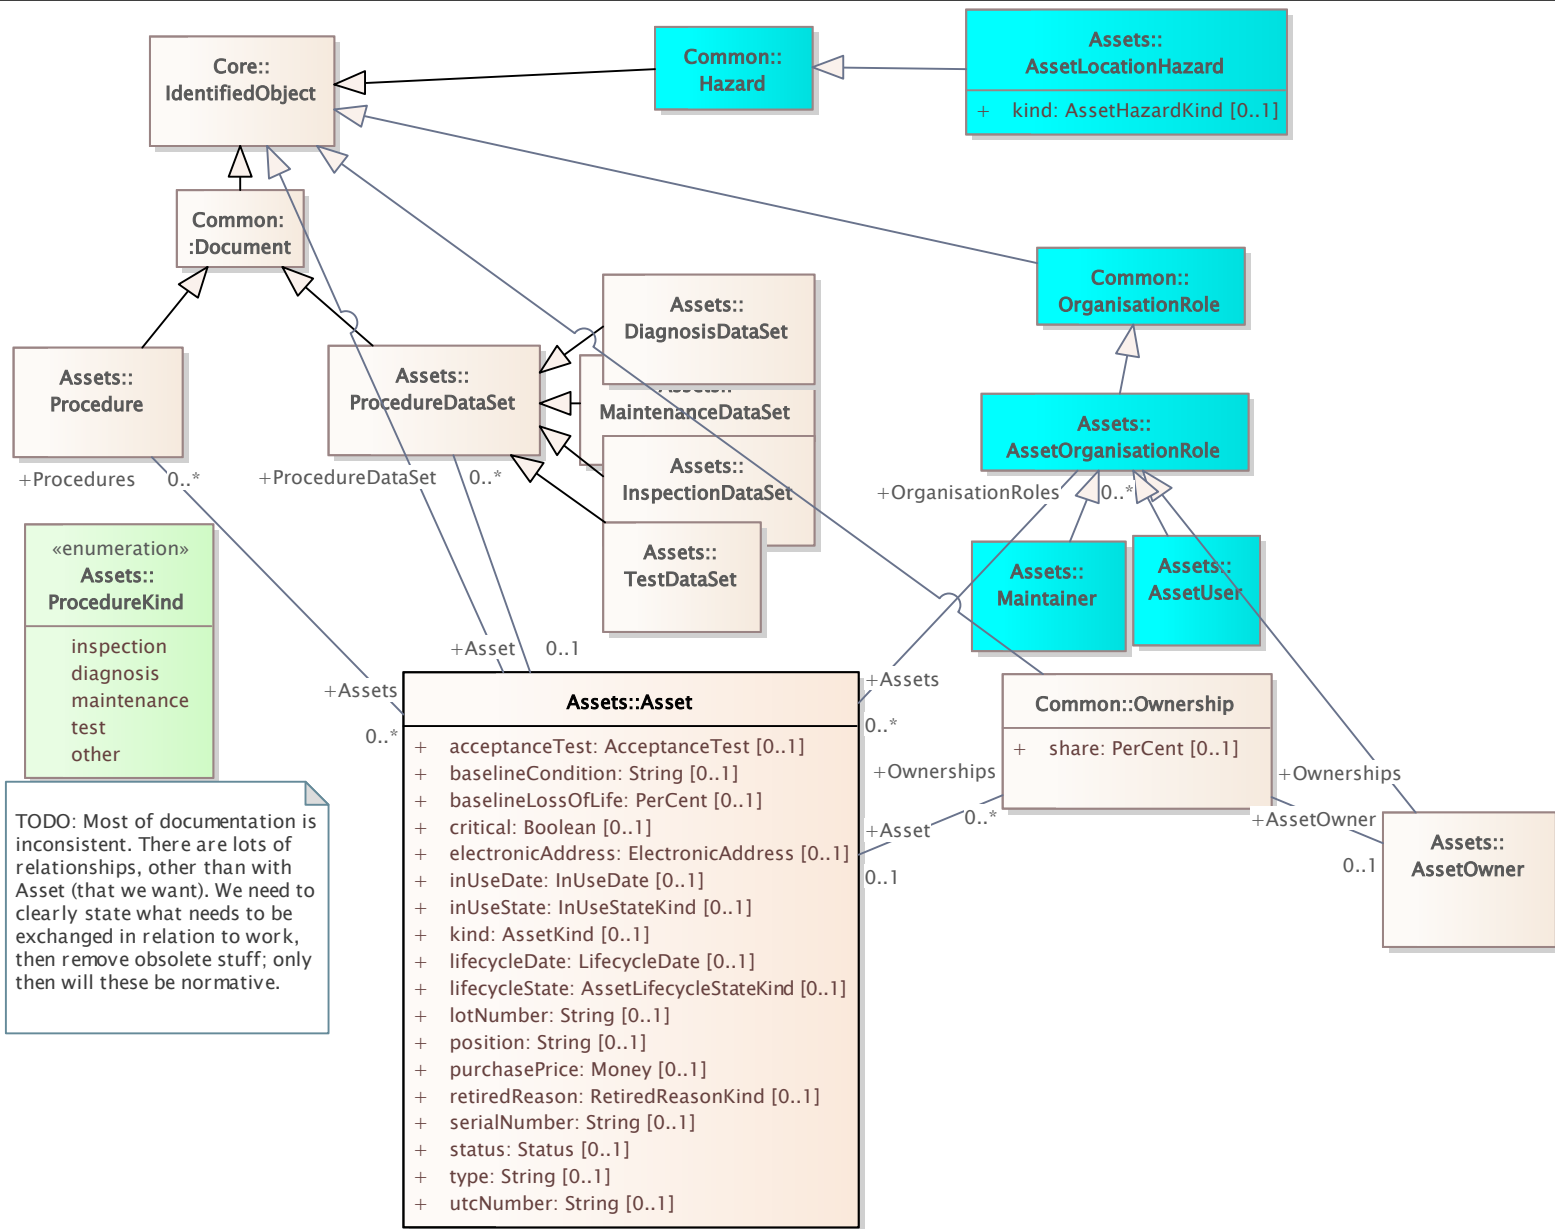 Core::
IdentifiedObject
Common::
Hazard
Assets::
AssetLocationHazard
+ kind: AssetHazardKind [0..1]
Common:
:Document
Common::
OrganisationRole
Assets::
Procedure
Assets::
ProcedureDataSet
Assets::
DiagnosisDataSet
Assets::
MaintenanceDataSet
Assets::
InspectionDataSet
Assets::
TestDataSet
Assets::
AssetOrganisationRole
+Procedures 0..*
+ProcedureDataSet 0..*
+OrganisationRoles 0..*
«enumeration»
Assets::
ProcedureKind
inspection
diagnosis
maintenance
test
other
Assets::
Maintainer
Assets::
AssetUser
+Asset 0..1
+Assets
0..*
+Assets
0..*
TODO: Most of documentation is
inconsistent. There are lots of
relationships, other than with
Asset (that we want). We need to
clearly state what needs to be
exchanged in relation to work,
then remove obsolete stuff; only
then will these be normative.
Assets::Asset
+ acceptanceTest: AcceptanceTest [0..1]
+ baselineCondition: String [0..1]
+ baselineLossOfLife: PerCent [0..1]
+ critical: Boolean [0..1]
+ electronicAddress: ElectronicAddress [0..1]
+ inUseDate: InUseDate [0..1]
+ inUseState: InUseStateKind [0..1]
+ kind: AssetKind [0..1]
+ lifecycleDate: LifecycleDate [0..1]
+ lifecycleState: AssetLifecycleStateKind [0..1]
+ lotNumber: String [0..1]
+ position: String [0..1]
+ purchasePrice: Money [0..1]
+ retiredReason: RetiredReasonKind [0..1]
+ serialNumber: String [0..1]
+ status: Status [0..1]
+ type: String [0..1]
+ utcNumber: String [0..1]
Common::Ownership
+ share: PerCent [0..1]
+Ownerships
0..*
+Asset
0..1
+Ownerships
+AssetOwner
0..1
Assets::
AssetOwner